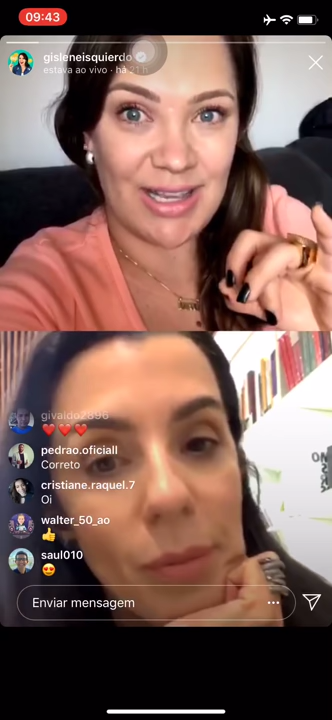 09:43
gisleneisquierdo
estava ao vivo · há 21 h
givaldo2896
❤️❤️❤️
pedrao.oficiall
Correto
cristiane.raquel.7
Oi
walter_50_ao
👍
saul010
😍
Enviar mensagem